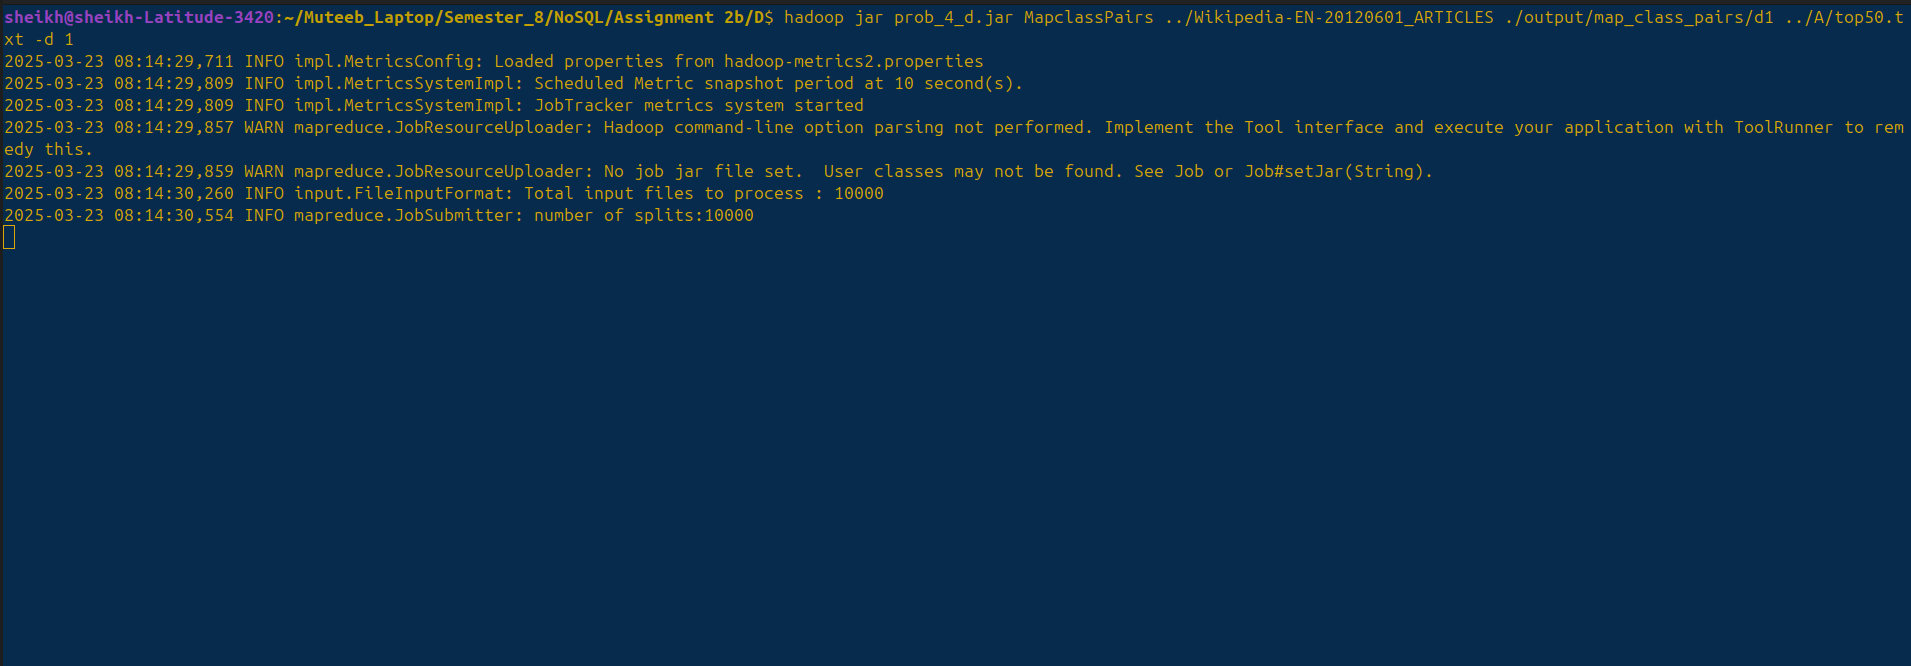 sheikh@sheikh-Latitude-3420:~/Muteeb_Laptop/Semester_8/NoSQL/Assignment 2b/D$ hadoop jar prob_4_d.jar MapclassPairs ../Wikipedia-EN-20120601_ARTICLES ./output/map_class_pairs/d1 ../A/top50.t
xt -d 1
2025-03-23 08:14:29,711 INFO impl.MetricsConfig: Loaded properties from hadoop-metrics2.properties
2025-03-23 08:14:29,809 INFO impl.MetricsSystemImpl: Scheduled Metric snapshot period at 10 second(s).
2025-03-23 08:14:29,809 INFO impl.MetricsSystemImpl: JobTracker metrics system started
2025-03-23 08:14:29,857 WARN mapreduce.JobResourceUploader: Hadoop command-line option parsing not performed. Implement the Tool interface and execute your application with ToolRunner to rem
edy this.
2025-03-23 08:14:29,859 WARN mapreduce.JobResourceUploader: No job jar file set.  User classes may not be found. See Job or Job#setJar(String).
2025-03-23 08:14:30,260 INFO input.FileInputFormat: Total input files to process : 10000
2025-03-23 08:14:30,554 INFO mapreduce.JobSubmitter: number of splits:10000